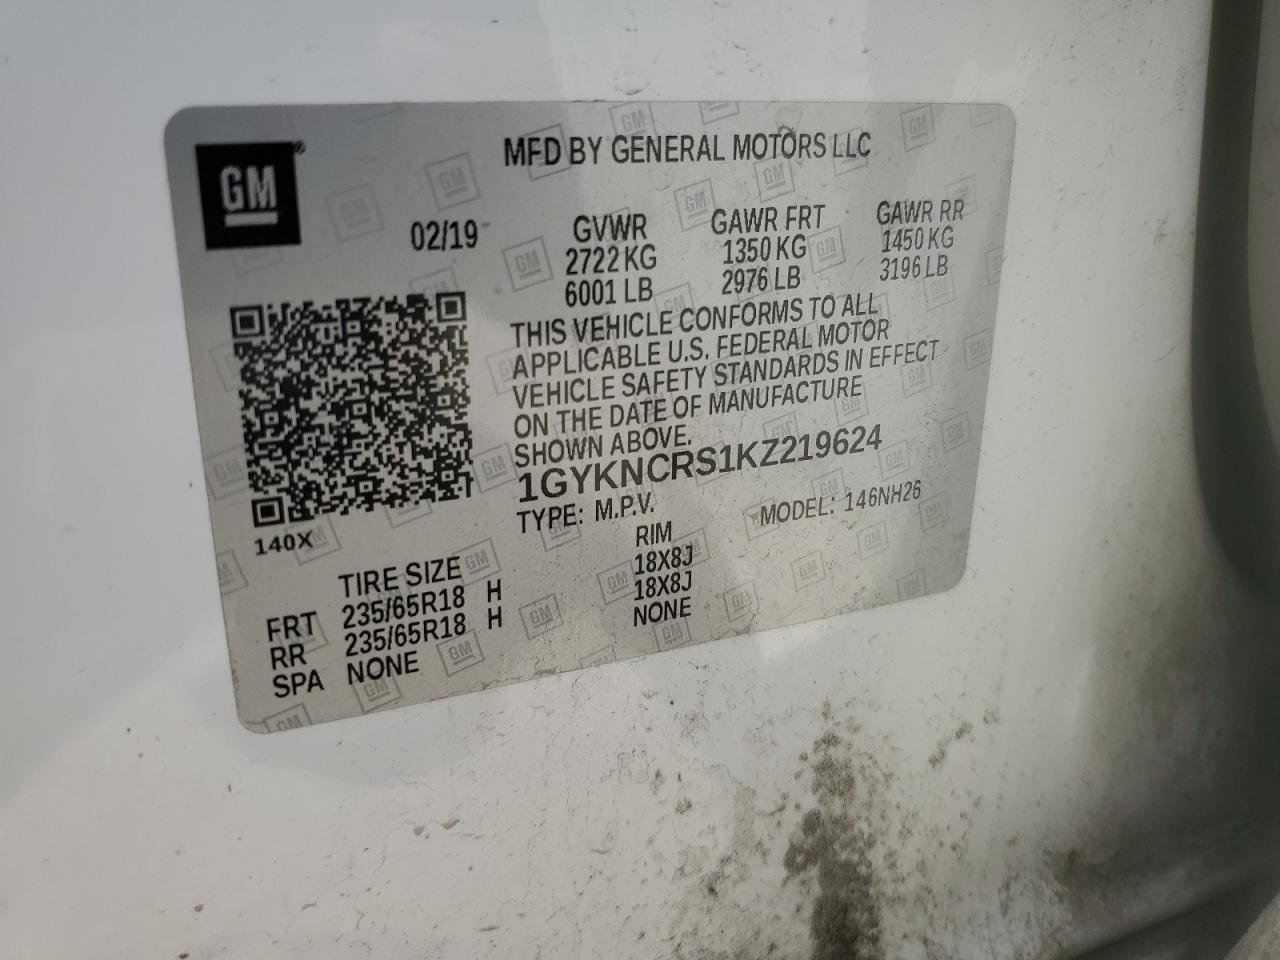 GM
MFD BY GENERAL MOTORS LLC
02/19
GVWR
2722 KG
6001 LB
GAWR FRT
1350 KG
2976 LB
GAWR RR
1450 KG
3196 LB
THIS VEHICLE CONFORMS TO ALL
APPLICABLE U.S. FEDERAL MOTOR
VEHICLE SAFETY STANDARDS IN EFFECT
ON THE DATE OF MANUFACTURE
SHOWN ABOVE.
1GYKNCRS1KZ219624
TYPE: M.P.V. MODEL: 146NH26
140X
TIRE SIZE RIM
FRT 235/65R18 H 18X8J
RR 235/65R18 H 18X8J
SPA NONE NONE